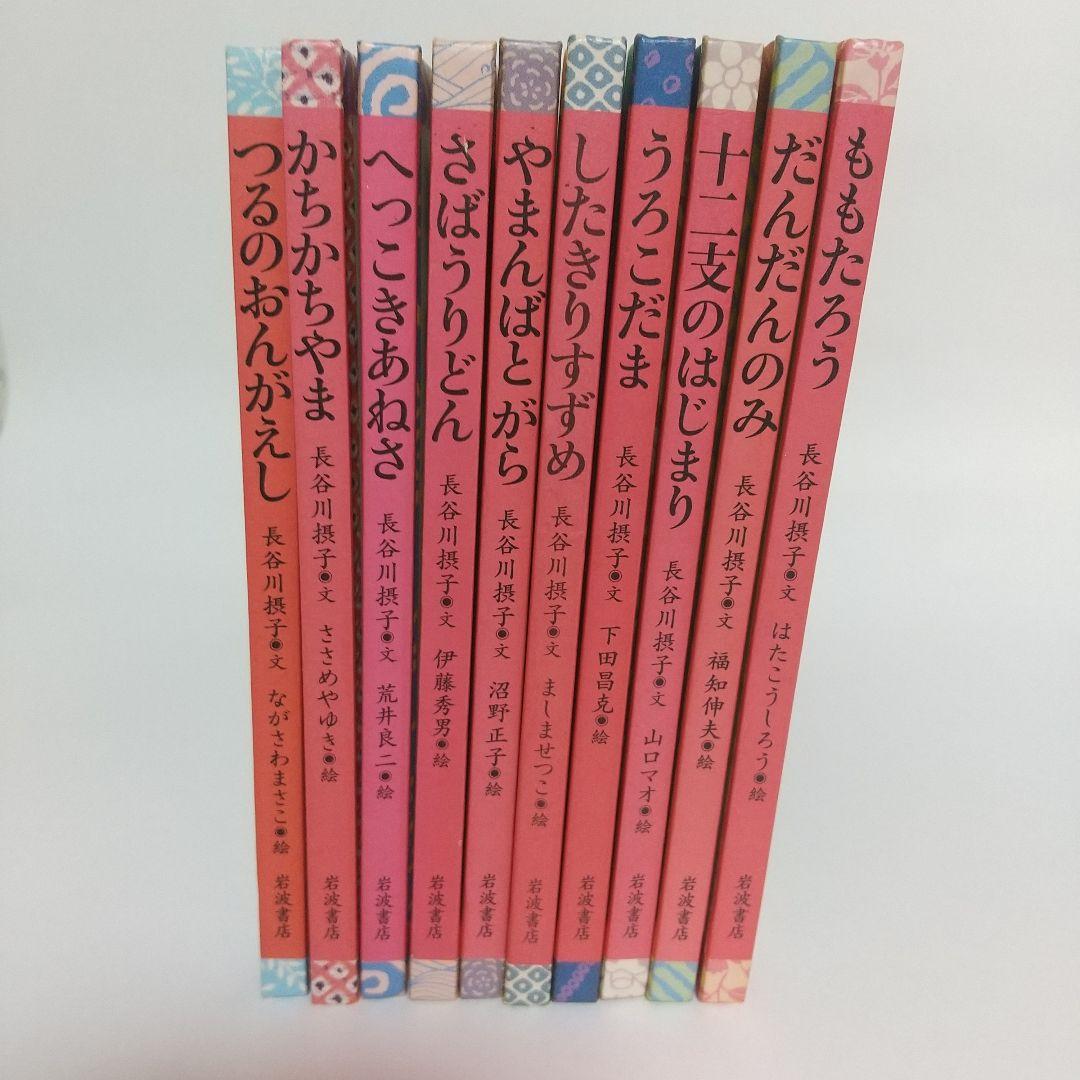 つるのおんがえし 長谷川摂子●文 ながさわまさこ●絵 岩波書店
かちかちやま 長谷川摂子●文 ささめやゆき●絵 岩波書店
へっこきあねさ 長谷川摂子●文 荒井良二●絵 岩波書店
さばうりどん 長谷川摂子●文 伊藤秀男●絵 岩波書店
やまんばとがら 長谷川摂子●文 沼野正子●絵 岩波書店
したきりすずめ 長谷川摂子●文 ましませつこ●絵 岩波書店
うろこだま 長谷川摂子●文 下田昌克●絵 岩波書店
十二支のはじまり 長谷川摂子●文 山口マオ●絵 岩波書店
だんだんのみ 長谷川摂子●文 福知伸夫●絵 岩波書店
ももたろう 長谷川摂子●文 はたこうしろう●絵 岩波書店